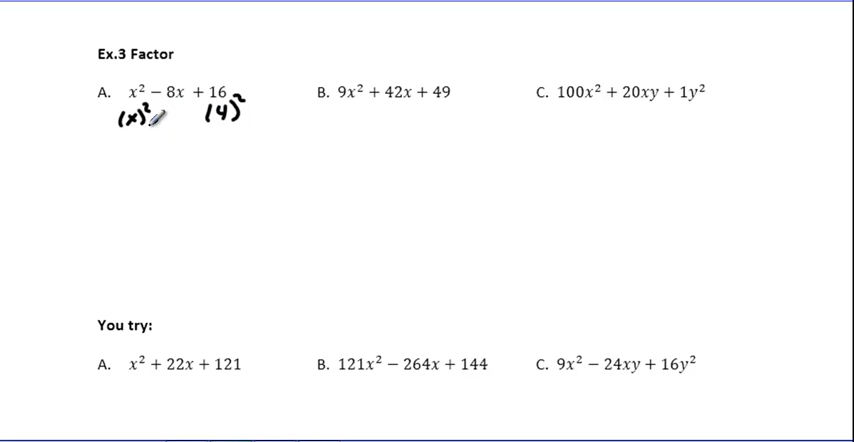 Ex.3 Factor
A. x² – 8x + 16 B. 9x² + 42x + 49 C. 100x² + 20xy + 1y²
(x)² (4)²
You try:
A. x² + 22x + 121 B. 121x² – 264x + 144 C. 9x² – 24xy + 16y²